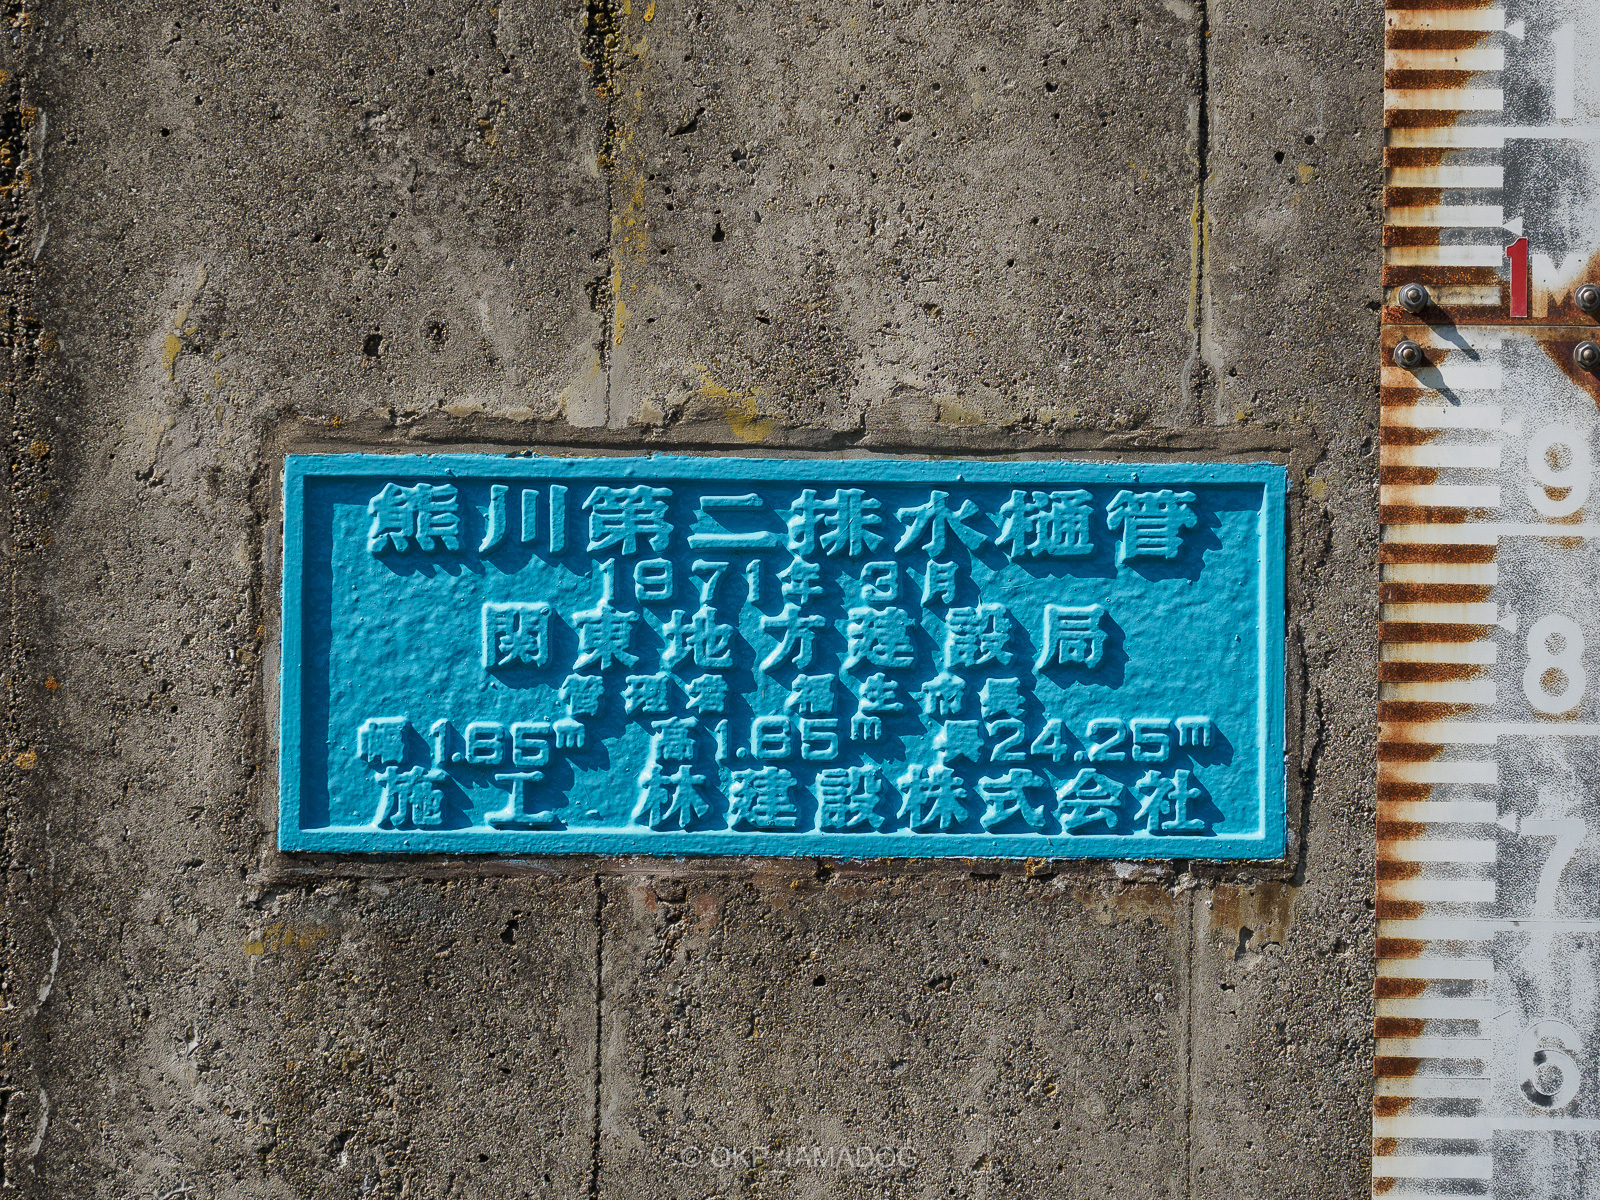 熊川第二排水樋管
1971年 3月
関東地方建設局
管理者 福生市長
幅1.65m 高1.65m 長24.25m
施工 林建設株式会社
1
1M
9
8
7
6
© OKP_IAMADOG